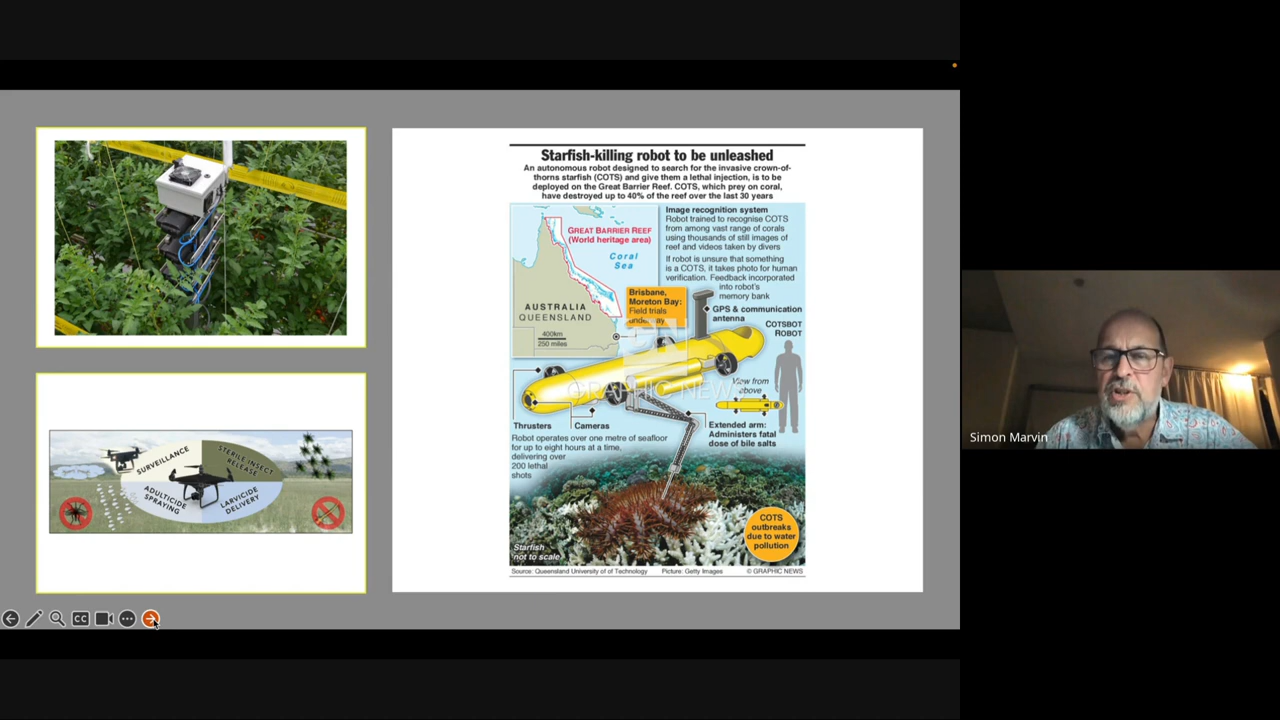 SURVEILLANCE
STERILE INSECT
RELEASE
ADULTICIDE
SPRAYING
LARVICIDE
DELIVERY
Starfish-killing robot to be unleashed
An autonomous robot designed to search for the invasive crown-of-
thorns starfish (COTS) and give them a lethal injection, is to be
deployed on the Great Barrier Reef. COTS, which prey on coral,
have destroyed up to 40% of the reef over the last 30 years
GREAT BARRIER REEF
(World heritage area)
Coral
Sea
AUSTRALIA
QUEENSLAND
400km
250 miles
Brisbane,
Moreton Bay:
Field trials
underway
Image recognition system
Robot trained to recognise COTS
from among vast range of corals
using thousands of still images of
reef and videos taken by divers
If robot is unsure that something
is a COTS, it takes photo for human
verification. Feedback incorporated
into robot's
memory bank
GPS & communication
antenna
COTSBOT
ROBOT
GRAPHIC NEWS
View from
above
Thrusters
Cameras
Extended arm:
Administers fatal
dose of bile salts
Robot operates over one metre of seafloor
for up to eight hours at a time,
delivering over
200 lethal
shots
COTS
outbreaks
due to water
pollution
Starfish
not to scale
Source: Queensland University of of Technology Picture: Getty Images © GRAPHIC NEWS
CC
Simon Marvin